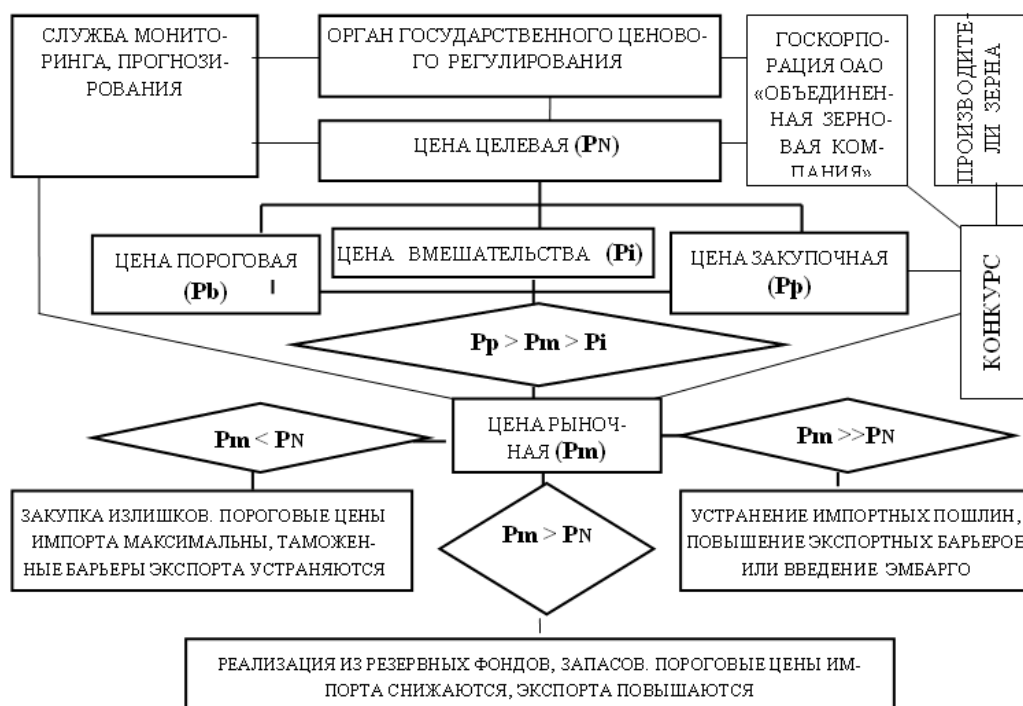 СЛУЖБА МОНИТО-
РИНГА, ПРОГНОЗИ-
РОВАНИЯ
ОРГАН ГОСУДАРСТВЕННОГО ЦЕНОВО-
ГО РЕГУЛИРОВАНИЯ
ГОСКОРПО-
РАЦИЯ ОАО
«ОБЪЕДИНЕН-
НАЯ ЗЕРНО-
ВАЯ КОМ-
ПАНИЯ»
ПРОИЗВОДИТЕ-
ЛИ ЗЕРНА
ЦЕНА ЦЕЛЕВАЯ (PN)
ЦЕНА ПОРОГОВАЯ
(Pb)
ЦЕНА ВМЕШАТЕЛЬСТВА (Pi)
ЦЕНА ЗАКУПОЧНАЯ
(Pp)
КОНКУРС
Pp > Pm > Pi
Pm < PN
ЦЕНА РЫНОЧ-
НАЯ (Pm)
Pm >>PN
ЗАКУПКА ИЗЛИШКОВ. ПОРОГОВЫЕ ЦЕНЫ
ИМПОРТА МАКСИМАЛЬНЫ, ТАМОЖЕН-
НЫЕ БАРЬЕРЫ ЭКСПОРТА УСТРАНЯЮТСЯ
Pm > PN
УСТРАНЕНИЕ ИМПОРТНЫХ ПОШЛИН,
ПОВЫШЕНИЕ ЭКСПОРТНЫХ БАРЬЕРОВ
ИЛИ ВВЕДЕНИЕ ЭМБАРГО
РЕАЛИЗАЦИЯ ИЗ РЕЗЕРВНЫХ ФОНДОВ, ЗАПАСОВ. ПОРОГОВЫЕ ЦЕНЫ ИМ-
ПОРТА СНИЖАЮТСЯ, ЭКСПОРТА ПОВЫШАЮТСЯ